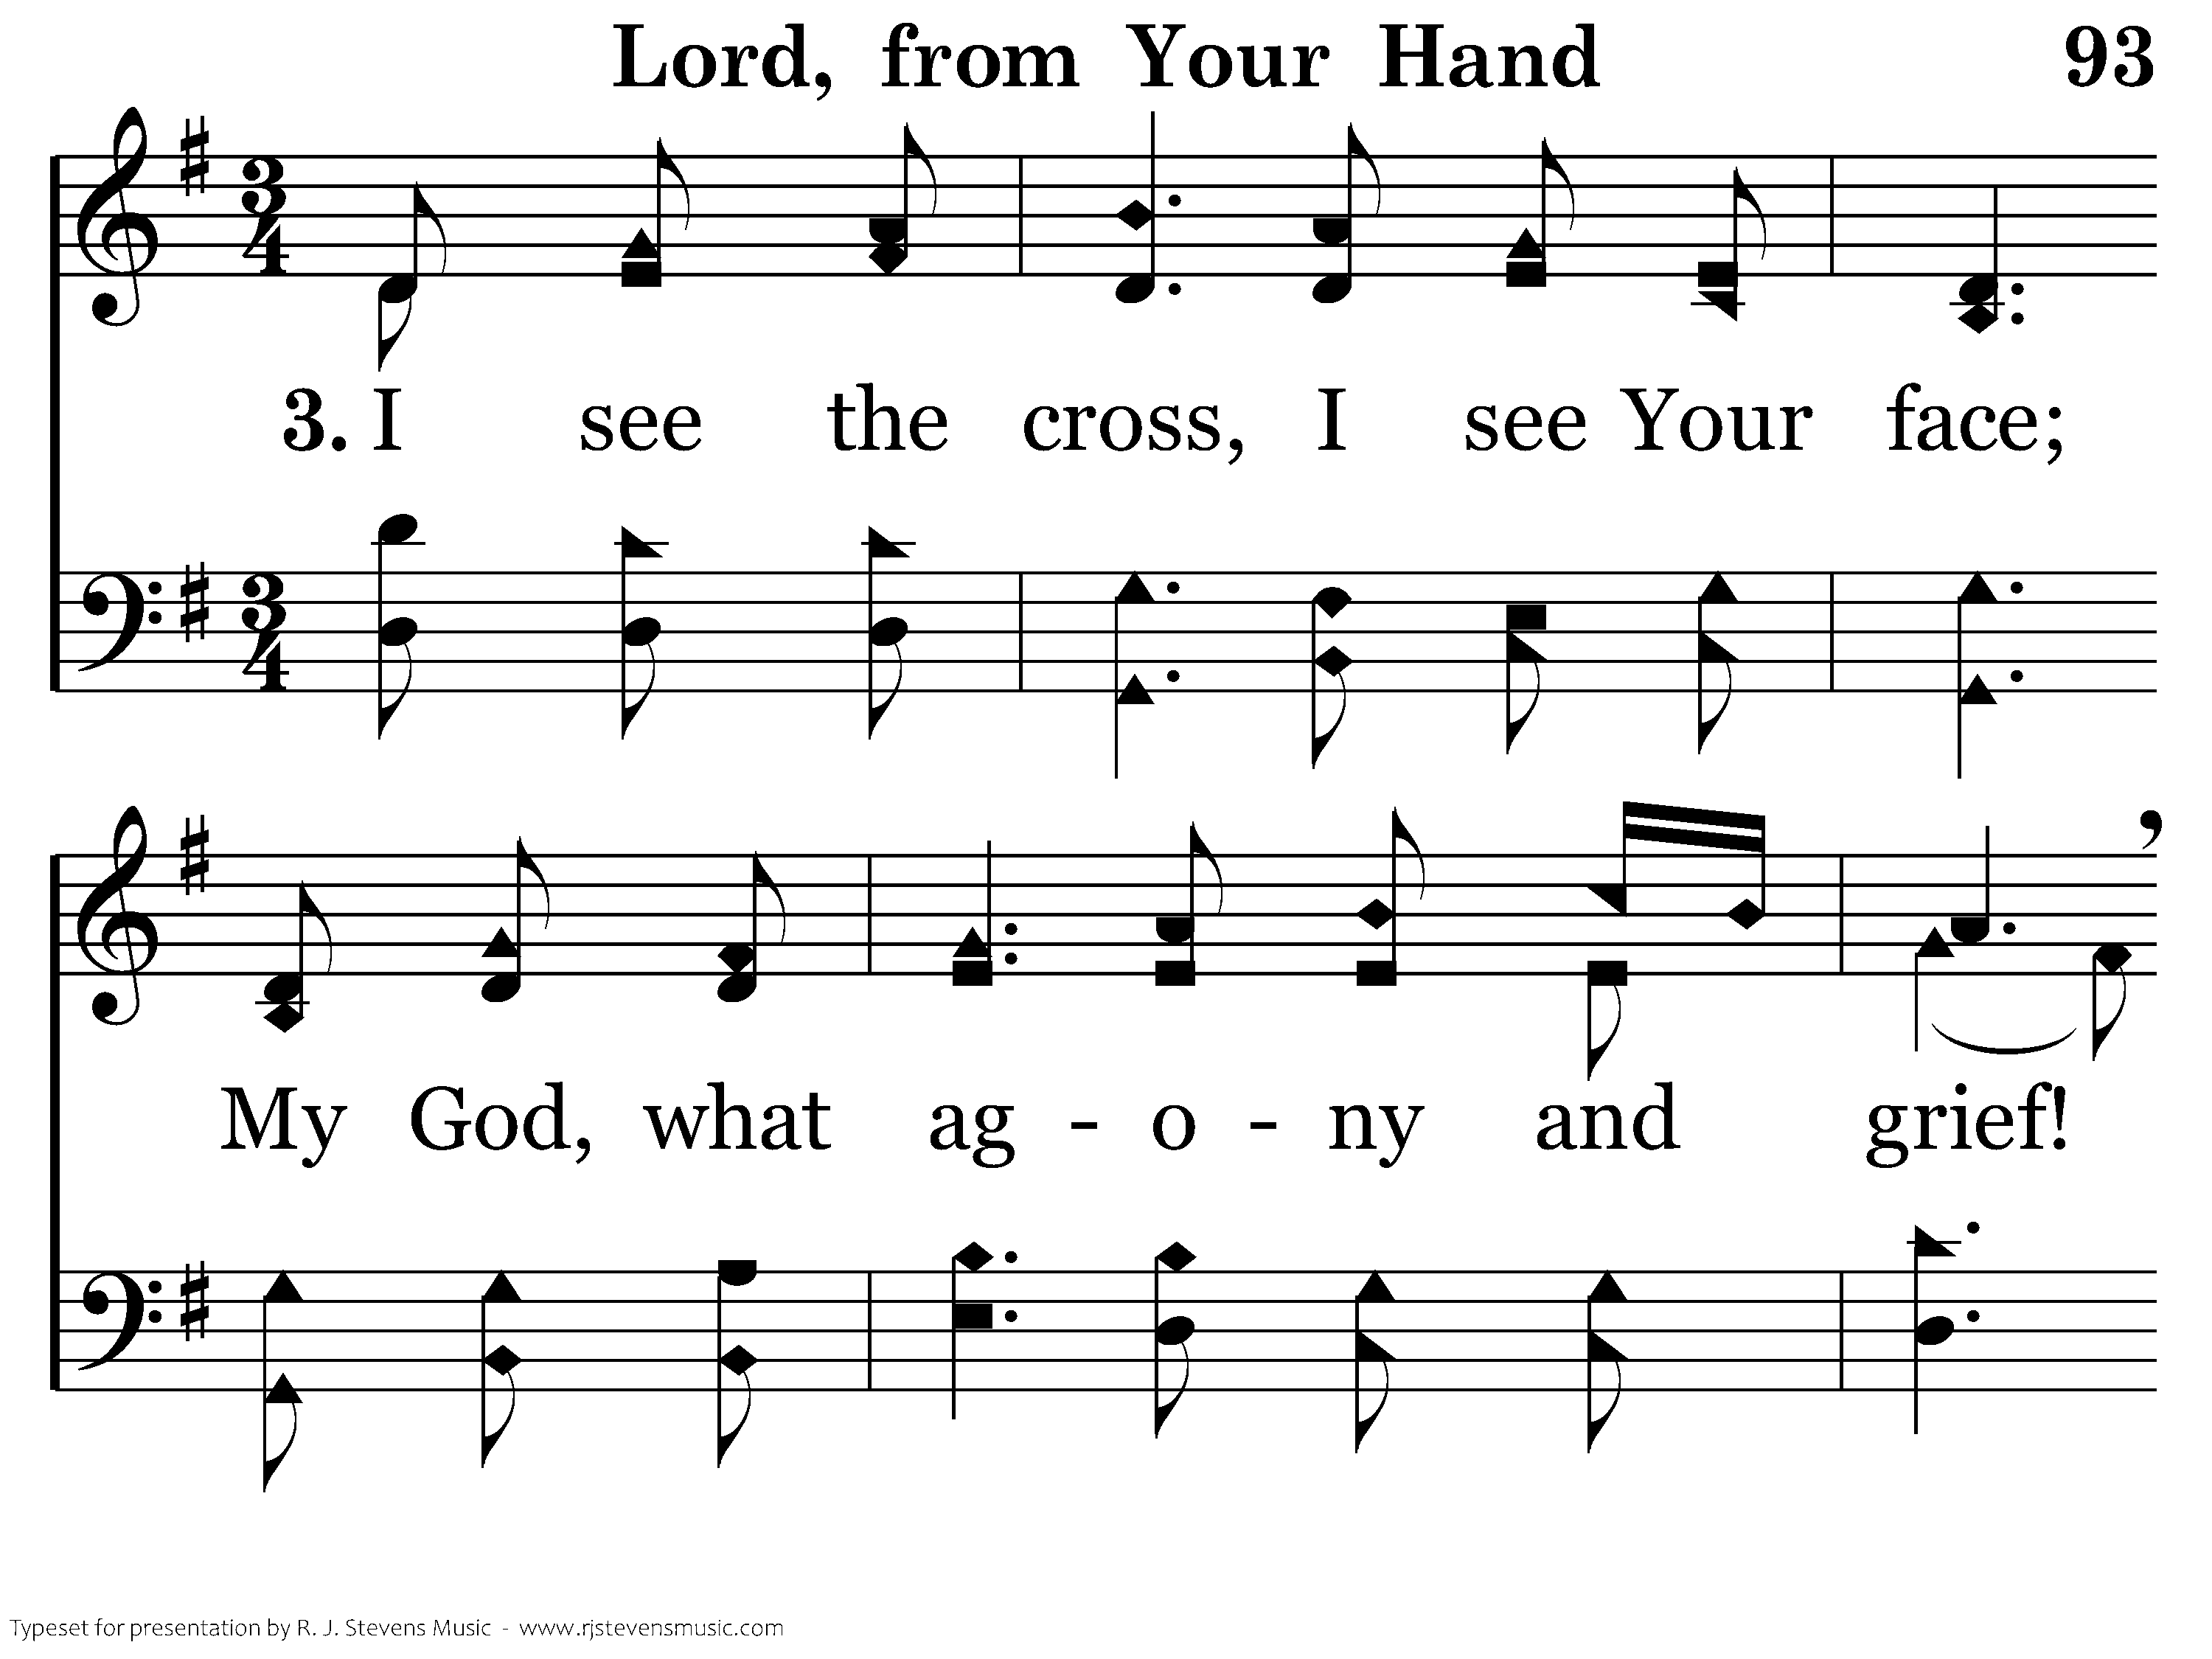 Lord, from Your Hand 93
3. I see the cross, I see Your face;
My God, what ag - o - ny and grief!
Typeset for presentation by R. J. Stevens Music - www.rjstevensmusic.com